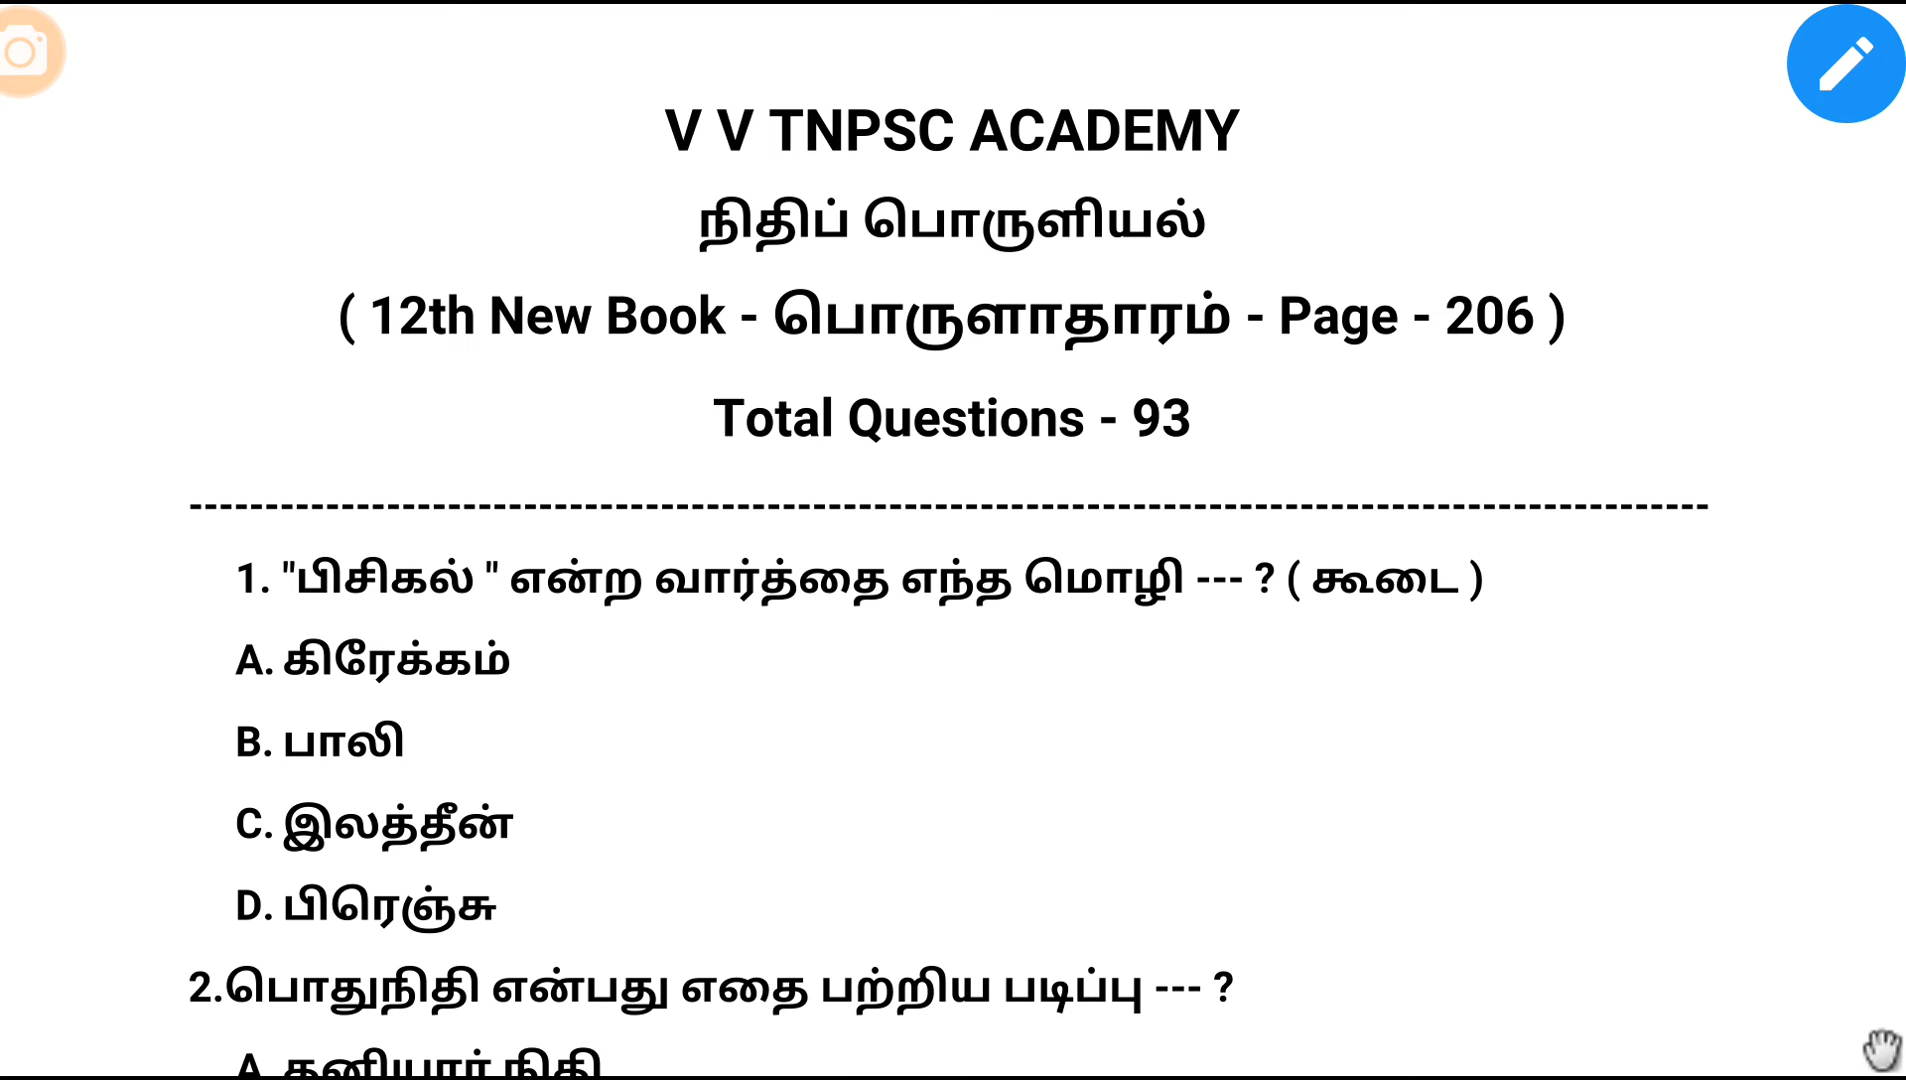 V V TNPSC ACADEMY
நிதிப் பொருளியல்
( 12th New Book - பொருளாதாரம் - Page - 206 )
Total Questions - 93
--------------------------------------------------------------------------------------------------
1. "பிசிகல் " என்ற வார்த்தை எந்த மொழி --- ? ( கூடை )
A. கிரேக்கம்
B. பாலி
C. இலத்தீன்
D. பிரெஞ்சு
2.பொதுநிதி என்பது எதை பற்றிய படிப்பு --- ?
A. தனியார் நிதி